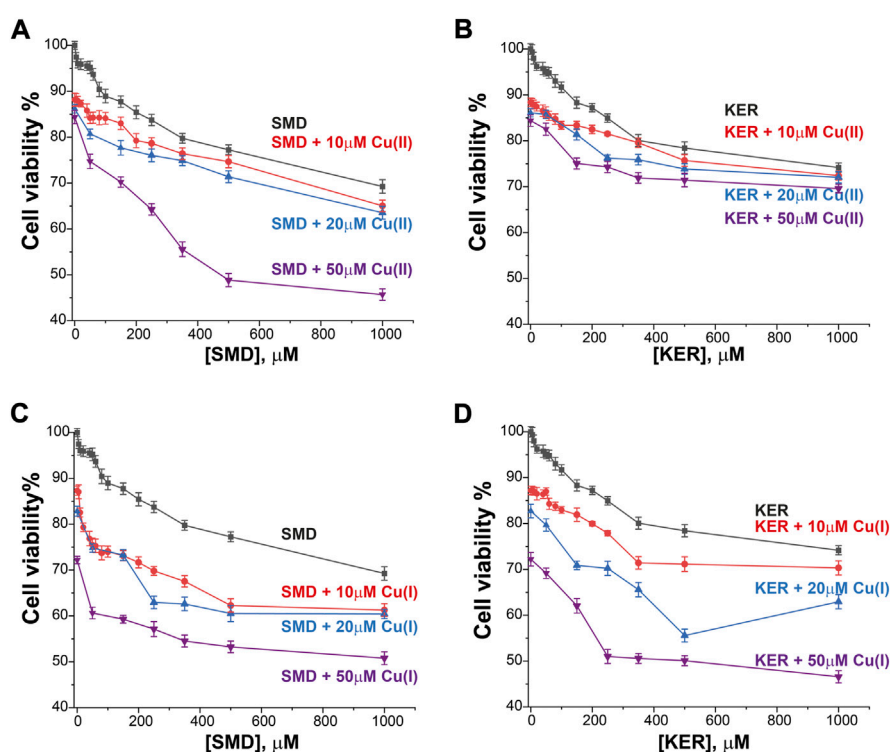 A
100
90
80
70
60
50
40
Cell viability %
SMD
SMD + 10μM Cu(II)
SMD + 20μM Cu(II)
SMD + 50μM Cu(II)
0 200 400 600 800 1000
[SMD], μM
B
100
90
80
70
60
50
40
Cell viability %
KER
KER + 10μM Cu(II)
KER + 20μM Cu(II)
KER + 50μM Cu(II)
0 200 400 600 800 1000
[KER], μM
C
100
90
80
70
60
50
40
Cell viability%
SMD
SMD + 10μM Cu(I)
SMD + 20μM Cu(I)
SMD + 50μM Cu(I)
0 200 400 600 800 1000
[SMD], μM
D
100
90
80
70
60
50
40
Cell viability %
KER
KER + 10μM Cu(I)
KER + 20μM Cu(I)
KER + 50μM Cu(I)
0 200 400 600 800 1000
[KER], μM